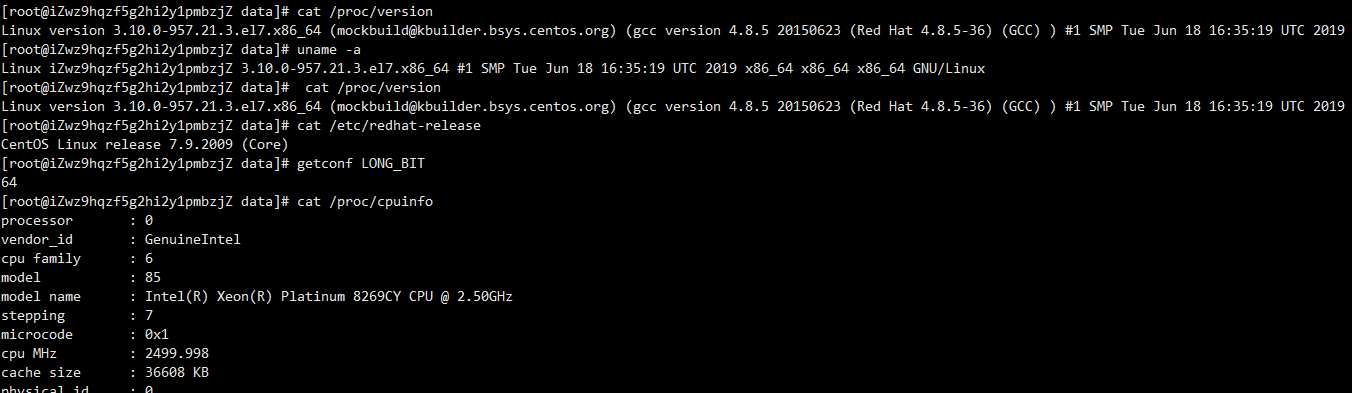 [root@iZwz9hqzf5g2hi2y1pmbzjZ data]# cat /proc/version
Linux version 3.10.0-957.21.3.el7.x86_64 (mockbuild@kbuilder.bsys.centos.org) (gcc version 4.8.5 20150623 (Red Hat 4.8.5-36) (GCC) ) #1 SMP Tue Jun 18 16:35:19 UTC 2019
[root@iZwz9hqzf5g2hi2y1pmbzjZ data]# uname -a
Linux iZwz9hqzf5g2hi2y1pmbzjZ 3.10.0-957.21.3.el7.x86_64 #1 SMP Tue Jun 18 16:35:19 UTC 2019 x86_64 x86_64 x86_64 GNU/Linux
[root@iZwz9hqzf5g2hi2y1pmbzjZ data]#  cat /proc/version
Linux version 3.10.0-957.21.3.el7.x86_64 (mockbuild@kbuilder.bsys.centos.org) (gcc version 4.8.5 20150623 (Red Hat 4.8.5-36) (GCC) ) #1 SMP Tue Jun 18 16:35:19 UTC 2019
[root@iZwz9hqzf5g2hi2y1pmbzjZ data]# cat /etc/redhat-release
CentOS Linux release 7.9.2009 (Core)
[root@iZwz9hqzf5g2hi2y1pmbzjZ data]# getconf LONG_BIT
64
[root@iZwz9hqzf5g2hi2y1pmbzjZ data]# cat /proc/cpuinfo
processor       : 0
vendor_id       : GenuineIntel
cpu family      : 6
model           : 85
model name      : Intel(R) Xeon(R) Platinum 8269CY CPU @ 2.50GHz
stepping        : 7
microcode       : 0x1
cpu MHz         : 2499.998
cache size      : 36608 KB
physical id     : 0